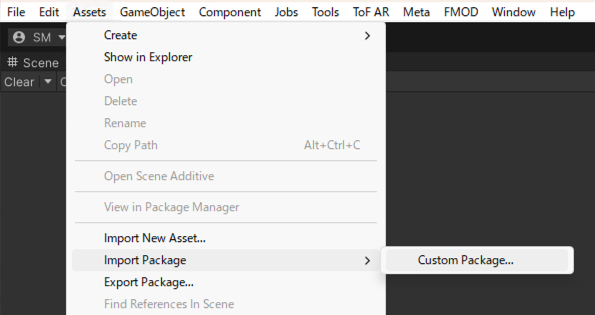 File Edit Assets GameObject Component Jobs Tools ToF AR Meta FMOD Window Help
SM
Scene
Clear
Create
Show in Explorer
Open
Delete
Rename
Copy Path Alt+Ctrl+C
Open Scene Additive
View in Package Manager
Import New Asset...
Import Package
Custom Package...
Export Package...
Find References In Scene